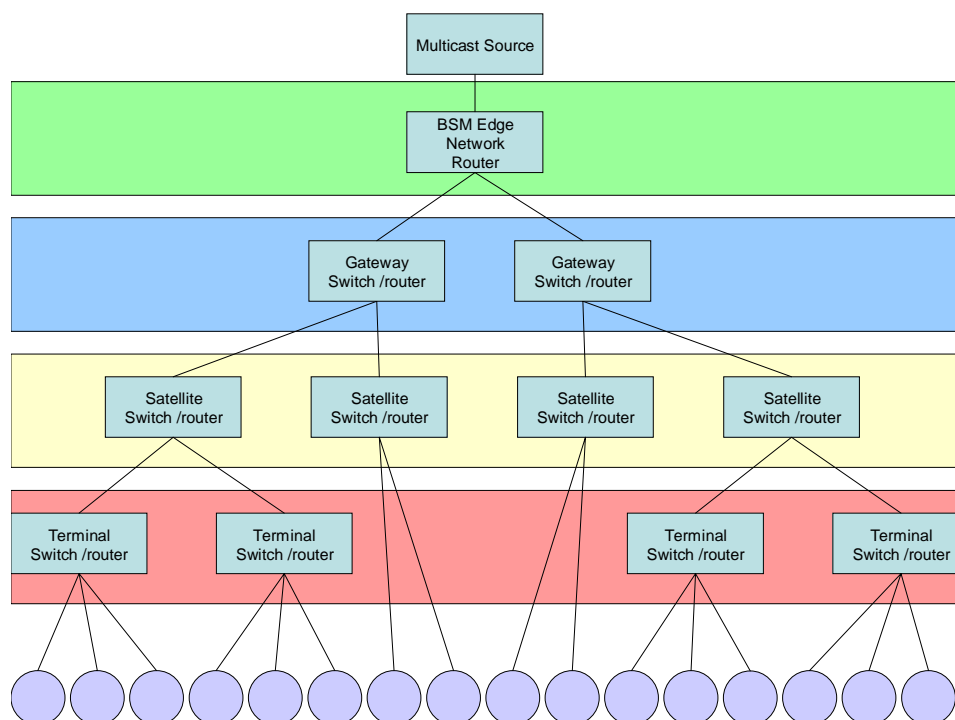 Multicast Source
BSM Edge
Network
Router
Gateway
Switch /router
Gateway
Switch /router
Satellite
Switch /router
Satellite
Switch /router
Satellite
Switch /router
Satellite
Switch /router
Terminal
Switch /router
Terminal
Switch /router
Terminal
Switch /router
Terminal
Switch /router